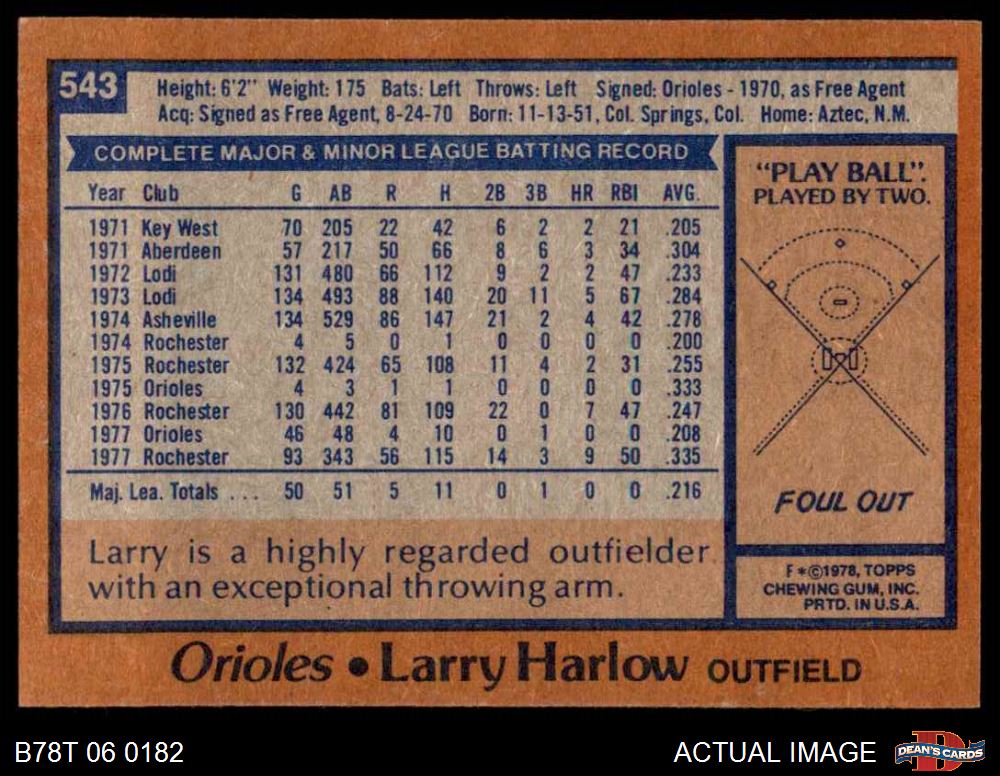 543
Height: 6'2" Weight: 175 Bats: Left Throws: Left Signed: Orioles - 1970, as Free Agent
Acq: Signed as Free Agent, 8-24-70 Born: 11-13-51, Col. Springs, Col. Home: Aztec, N.M.
COMPLETE MAJOR & MINOR LEAGUE BATTING RECORD
Year Club G AB R H 2B 3B HR RBI AVG.
1971 Key West 70 205 22 42 6 2 2 21 .205
1971 Aberdeen 57 217 50 66 8 6 3 34 .304
1972 Lodi 131 480 66 112 9 2 2 47 .233
1973 Lodi 134 493 88 140 20 11 5 67 .284
1974 Asheville 134 529 86 147 21 2 4 42 .278
1974 Rochester 4 5 0 1 0 0 0 0 .200
1975 Rochester 132 424 65 108 11 4 2 31 .255
1975 Orioles 4 3 1 1 0 0 0 0 .333
1976 Rochester 130 442 81 109 22 0 7 47 .247
1977 Orioles 46 48 4 10 0 1 0 0 .208
1977 Rochester 93 343 56 115 14 3 9 50 .335
Maj. Lea. Totals ... 50 51 5 11 0 1 0 0 .216
Larry is a highly regarded outfielder
with an exceptional throwing arm.
"PLAY BALL".
PLAYED BY TWO.
FOUL OUT
F *©1978, TOPPS
CHEWING GUM, INC.
PRTD. IN U.S.A.
Orioles • Larry Harlow OUTFIELD
B78T 06 0182
ACTUAL IMAGE
DEAN'S CARDS